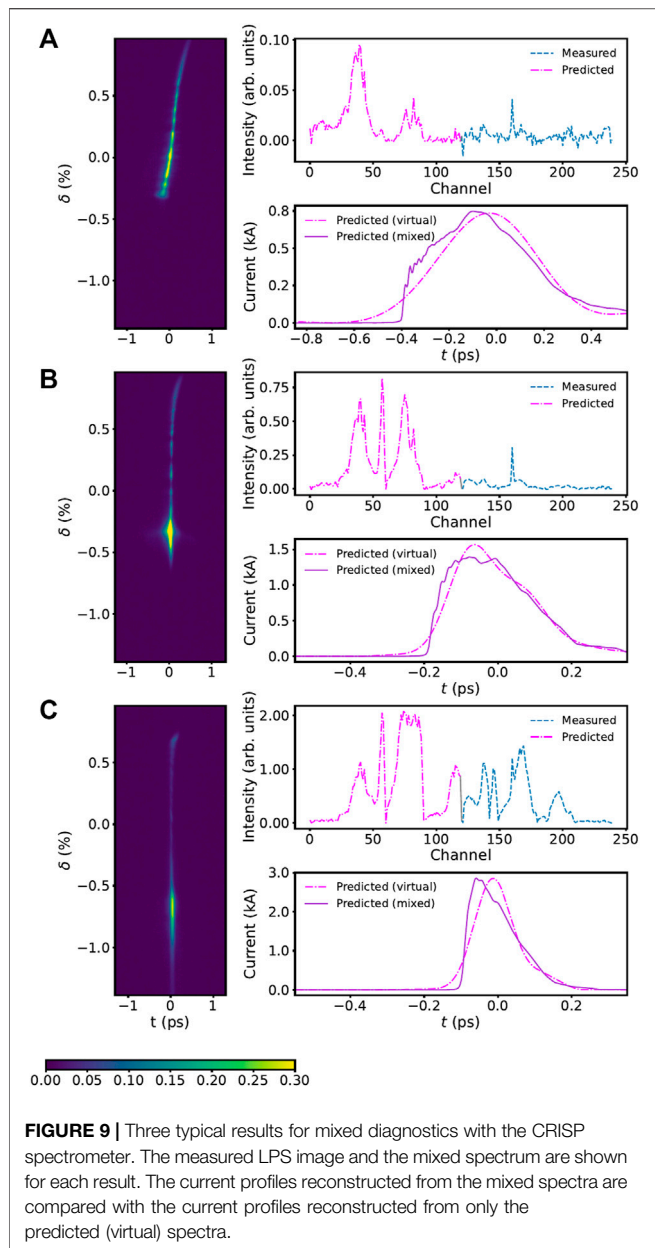 A
δ (%)
0.5
0.0
−0.5
−1.0
−1
0
1
Intensity (arb. units)
0.10
0.05
0.00
Measured
Predicted
0
50
100
150
200
250
Channel
Current (kA)
0.8
0.5
0.2
0.0
Predicted (virtual)
Predicted (mixed)
−0.8
−0.6
−0.4
−0.2
0.0
0.2
0.4
t (ps)
B
δ (%)
0.5
0.0
−0.5
−1.0
−1
0
1
Intensity (arb. units)
0.75
0.50
0.25
0.00
Measured
Predicted
0
50
100
150
200
250
Channel
Current (kA)
1.5
1.0
0.5
0.0
Predicted (virtual)
Predicted (mixed)
−0.4
−0.2
0.0
0.2
t (ps)
C
δ (%)
0.5
0.0
−0.5
−1.0
−1
0
1
t (ps)
Intensity (arb. units)
2.00
1.00
0.00
Measured
Predicted
0
50
100
150
200
250
Channel
Current (kA)
3.0
2.0
1.0
0.0
Predicted (virtual)
Predicted (mixed)
−0.4
−0.2
0.0
0.2
t (ps)
0.00 0.05 0.10 0.15 0.20 0.25 0.30
FIGURE 9 | Three typical results for mixed diagnostics with the CRISP
spectrometer. The measured LPS image and the mixed spectrum are shown
for each result. The current profiles reconstructed from the mixed spectra are
compared with the current profiles reconstructed from only the
predicted (virtual) spectra.